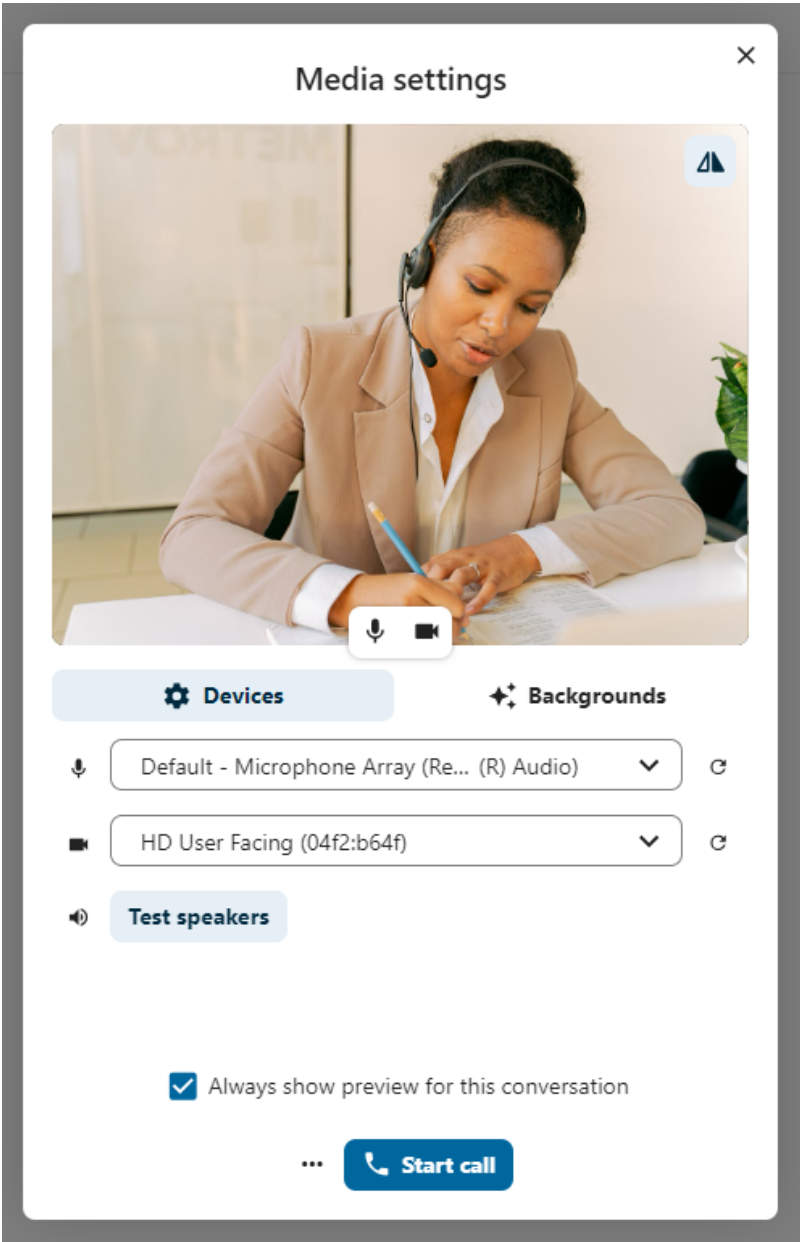 Media settings
Devices
Backgrounds
Default - Microphone Array (Re... (R) Audio)
HD User Facing (04f2:b64f)
Test speakers
Always show preview for this conversation
... Start call